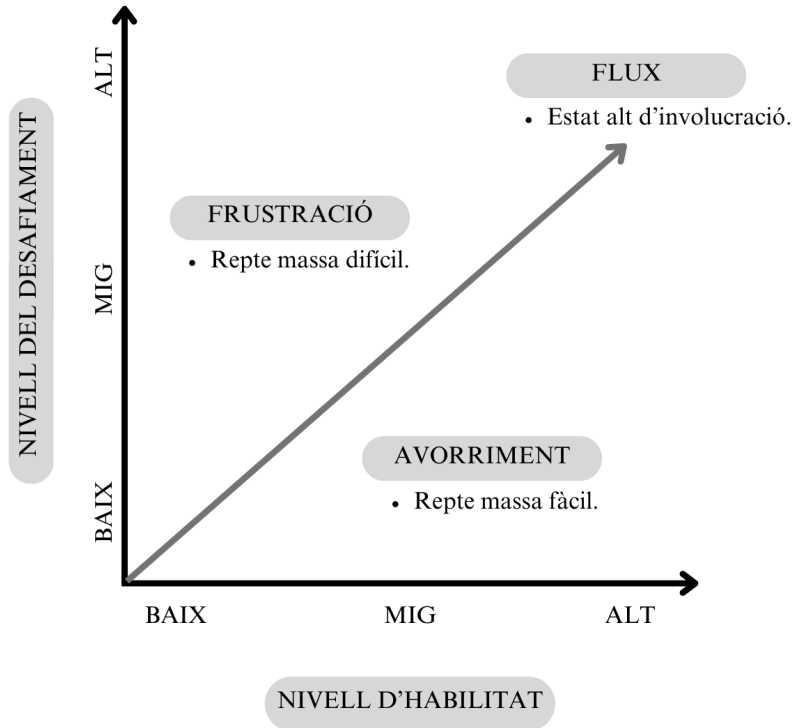 FLUX
• Estat alt d’involucració.
FRUSTRACIÓ
• Repte massa difícil.
AVORRIMENT
• Repte massa fàcil.
NIVELL DEL DESAFIAMENT
ALT
MIG
BAIX
BAIX
MIG
ALT
NIVELL D’HABILITAT